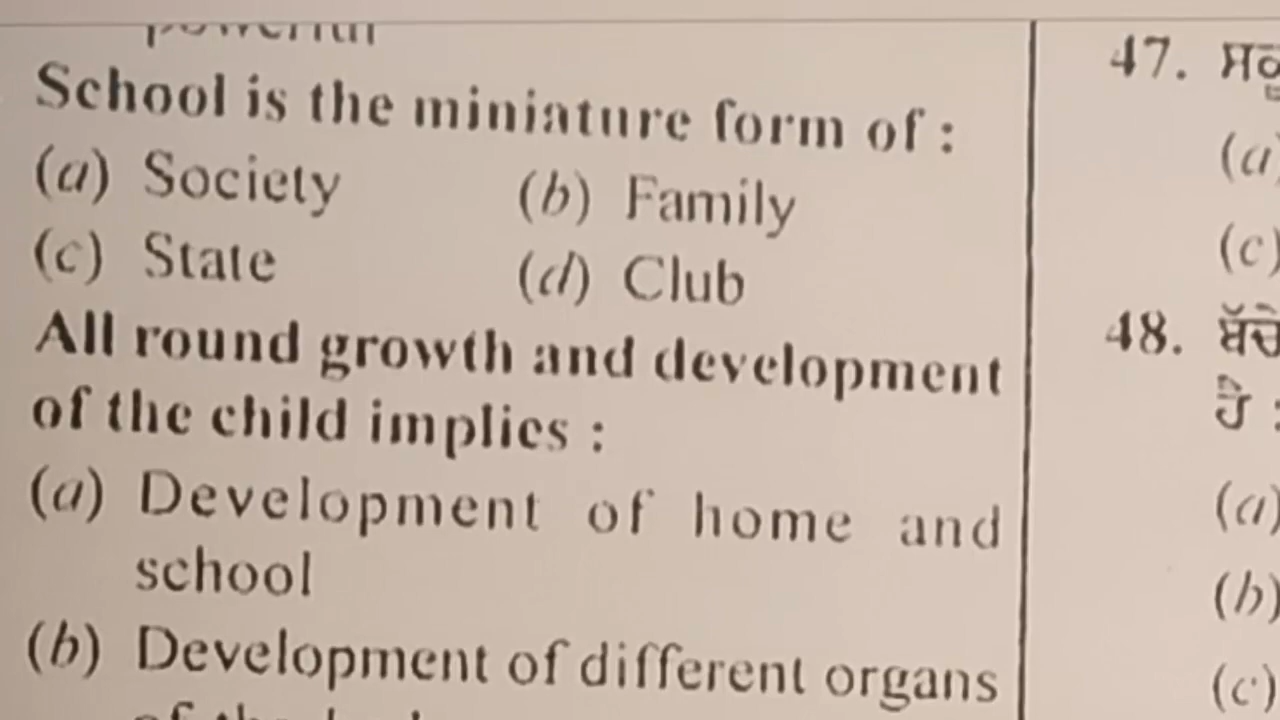 powerful
School is the miniature form of :
(a) Society (b) Family
(c) State (d) Club
All round growth and development
of the child implies :
(a) Development of home and
school
(b) Development of different organs
47.
(a)
(c)
48. ਬੱਚੇ
ਹੈ :
(a)
(b)
(c)